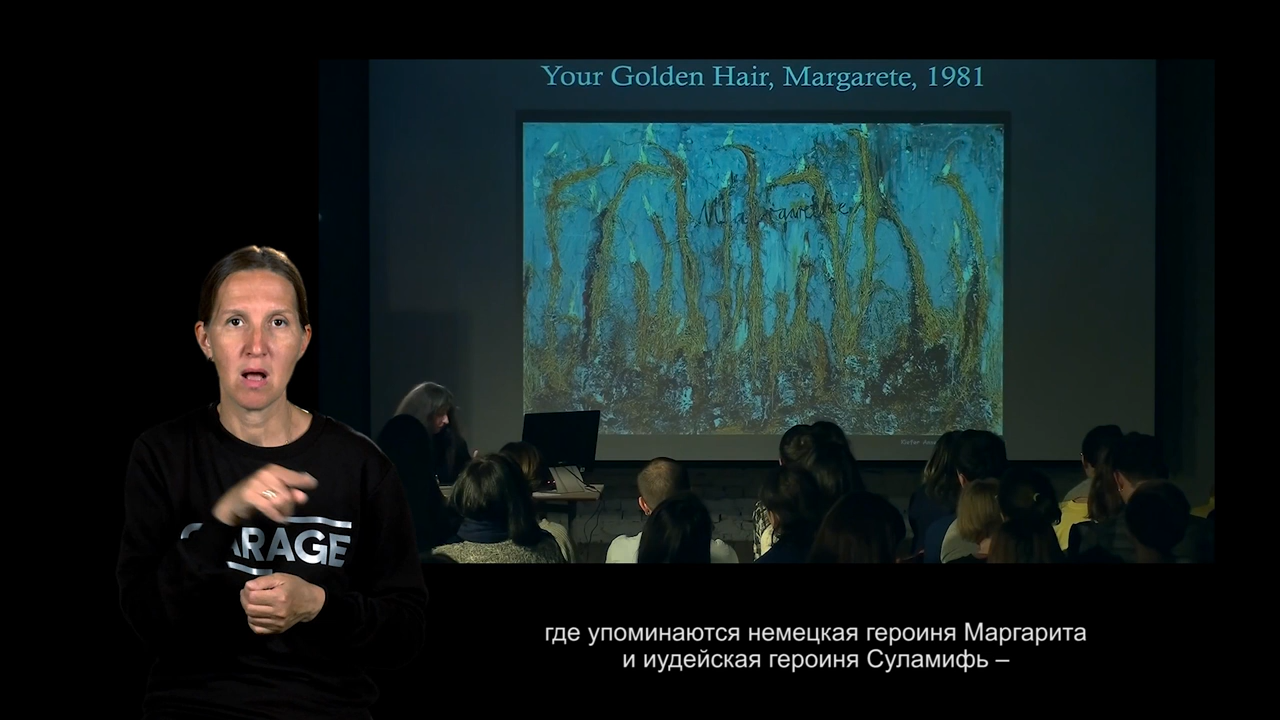 Your Golden Hair, Margarete, 1981
Margarethe
GARAGE
где упоминаются немецкая героиня Маргарита
и иудейская героиня Суламифь –